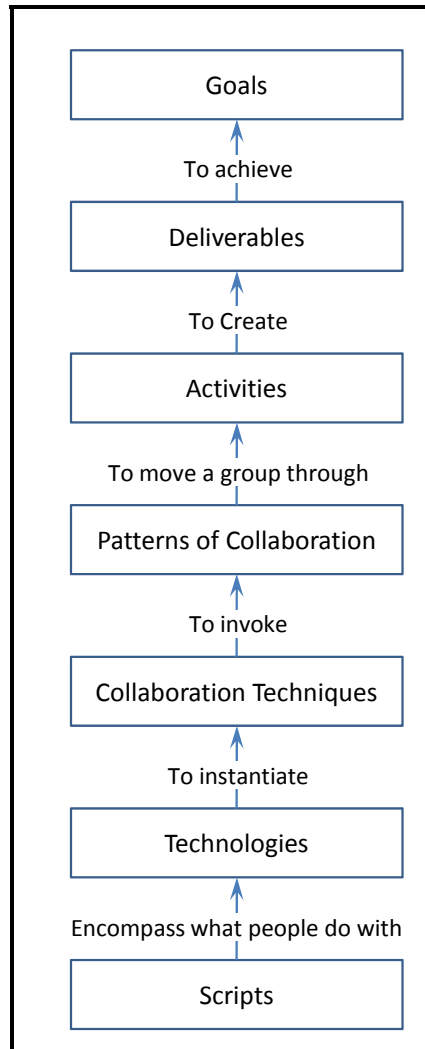 Goals
To achieve
Deliverables
To Create
Activities
To move a group through
Patterns of Collaboration
To invoke
Collaboration Techniques
To instantiate
Technologies
Encompass what people do with
Scripts